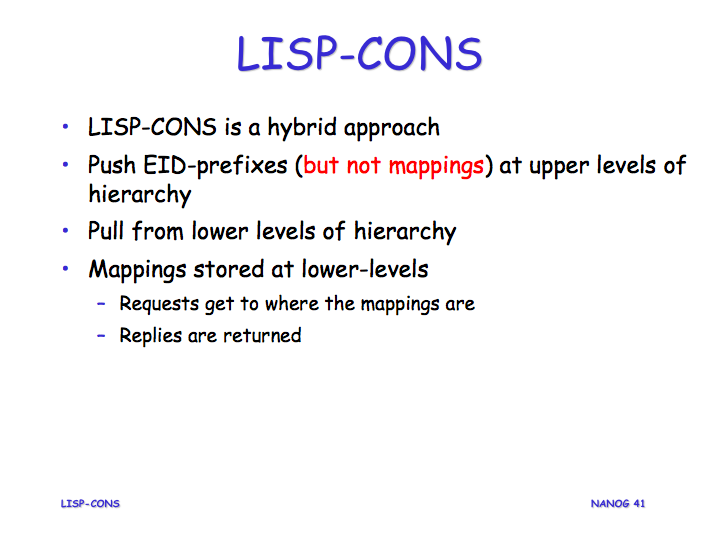 LISP-CONS
• LISP-CONS is a hybrid approach
• Push EID-prefixes (but not mappings) at upper levels of
hierarchy
• Pull from lower levels of hierarchy
• Mappings stored at lower-levels
– Requests get to where the mappings are
– Replies are returned
LISP-CONS
NANOG 41